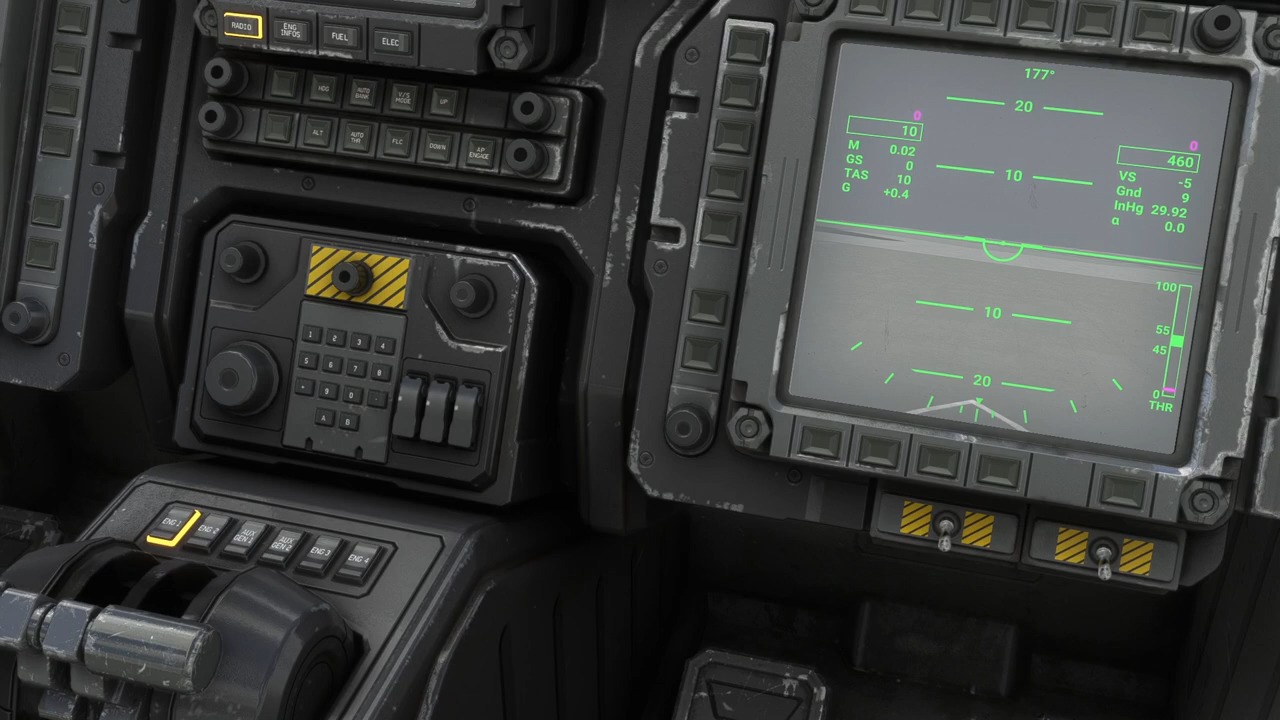 RADIO
ENG INFOS
FUEL
ELEC
HDG
AUTO BANK
V/S MODE
UP
ALT
AUTO THR
FLC
DOWN
AP ENGAGE
1 2 3 4
5 6 7 8
9 0
A B
ENG 1
ENG 2
AUX GEN 1
AUX GEN 2
ENG 3
ENG 4
177°
20
0
10
M 0.02
GS 0
TAS 10
G +0.4
10
0
460
VS -5
Gnd 9
InHg 29.92
α 0.0
10
20
100
55
45
0
THR